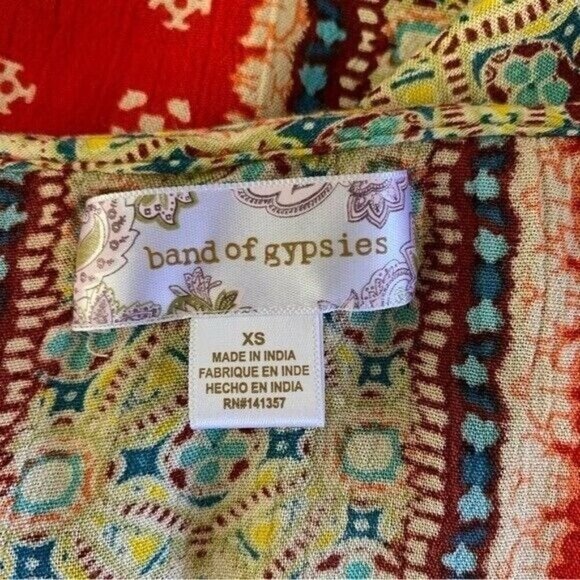 band of gypsies
XS
MADE IN INDIA
FABRIQUE EN INDE
HECHO EN INDIA
RN#141357